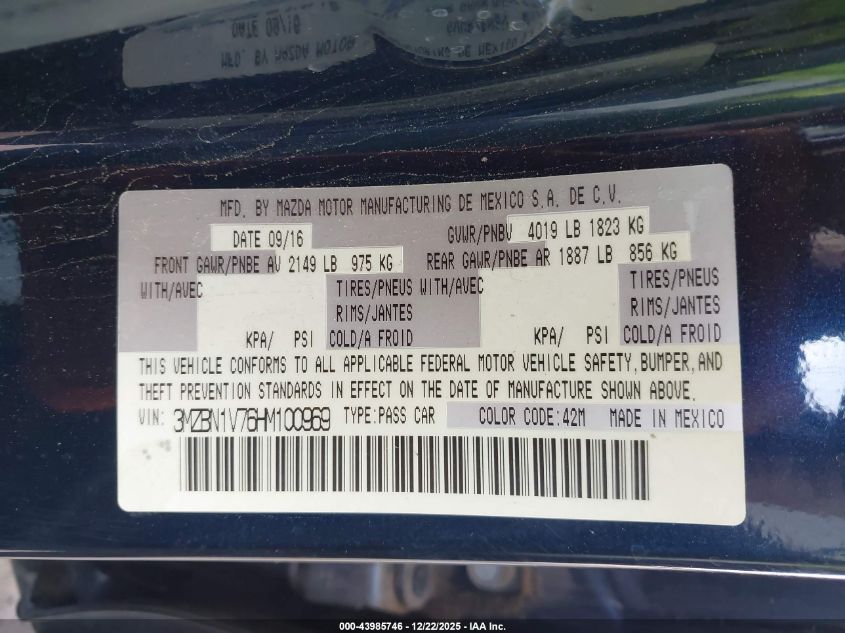 MFD. BY MAZDA MOTOR MANUFACTURING DE MEXICO S.A. DE C.V.
DATE 09/16 GVWR/PNBV 4019 LB 1823 KG
FRONT GAWR/PNBE AV 2149 LB 975 KG REAR GAWR/PNBE AR 1887 LB 856 KG
WITH/AVEC TIRES/PNEUS WITH/AVEC TIRES/PNEUS
RIMS/JANTES RIMS/JANTES
KPA/ PSI COLD/A FROID KPA/ PSI COLD/A FROID
THIS VEHICLE CONFORMS TO ALL APPLICABLE FEDERAL MOTOR VEHICLE SAFETY, BUMPER, AND
THEFT PREVENTION STANDARDS IN EFFECT ON THE DATE OF MANUFACTURE SHOWN ABOVE.
VIN: 3MZBN1V76HM100969 TYPE:PASS CAR COLOR CODE:42M MADE IN MEXICO
000-43985746 - 12/22/2025 - IAA Inc.